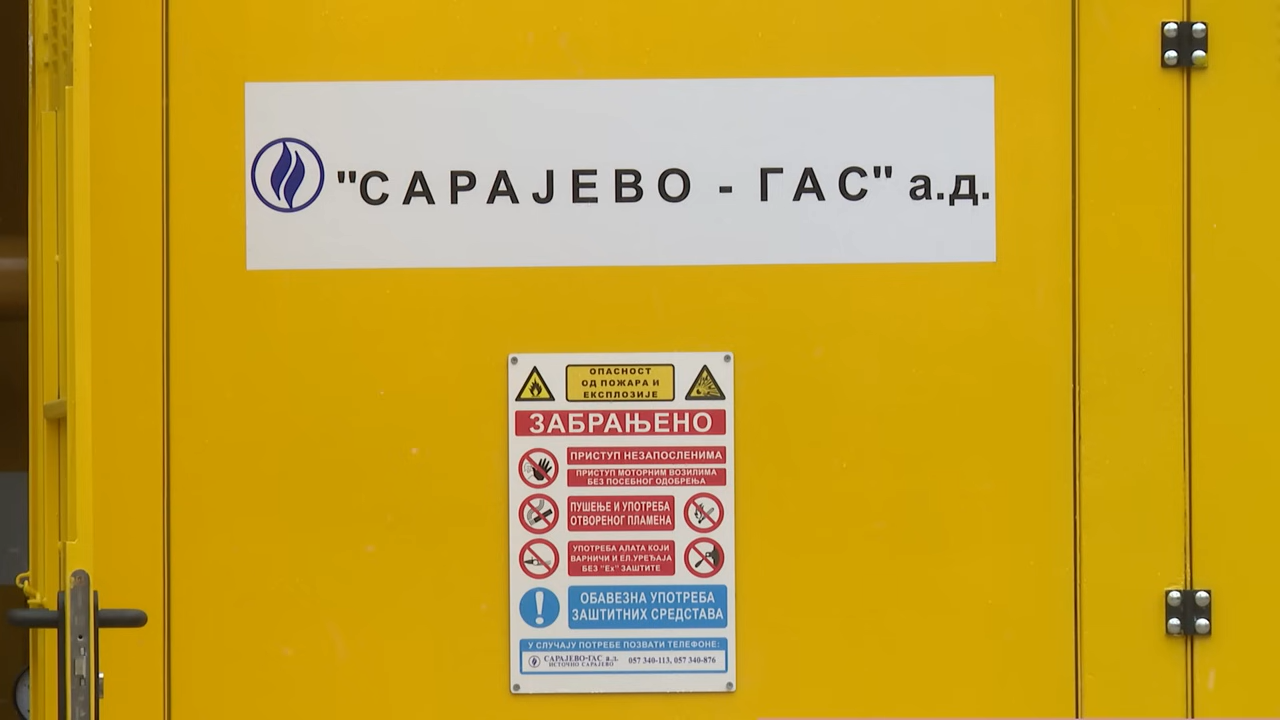 "САРАЈЕВО - ГАС" а.д.
ОПАСНОСТ
ОД ПОЖАРА И
ЕКСПЛОЗИЈЕ
ЗАБРАЊЕНО
ПРИСТУП НЕЗАПОСЛЕНИМА
ПРИСТУП МОТОРНИМ ВОЗИЛИМА
БЕЗ ПОСЕБНОГ ОДОБРЕЊА
ПУШЕЊЕ И УПОТРЕБА
ОТВОРЕНОГ ПЛАМЕНА
УПОТРЕБА АЛАТА КОЈИ
ВАРНИЧИ И ЕЛ.УРЕЂАЈА
БЕЗ "Ex" ЗАШТИТЕ
ОБАВЕЗНА УПОТРЕБА
ЗАШТИТНИХ СРЕДСТАВА
У СЛУЧАЈУ ПОТРЕБЕ ПОЗВАТИ ТЕЛЕФОНЕ:
САРАЈЕВО-ГАС а.д.
ИСТОЧНО САРАЈЕВО
057 340-113, 057 340-876